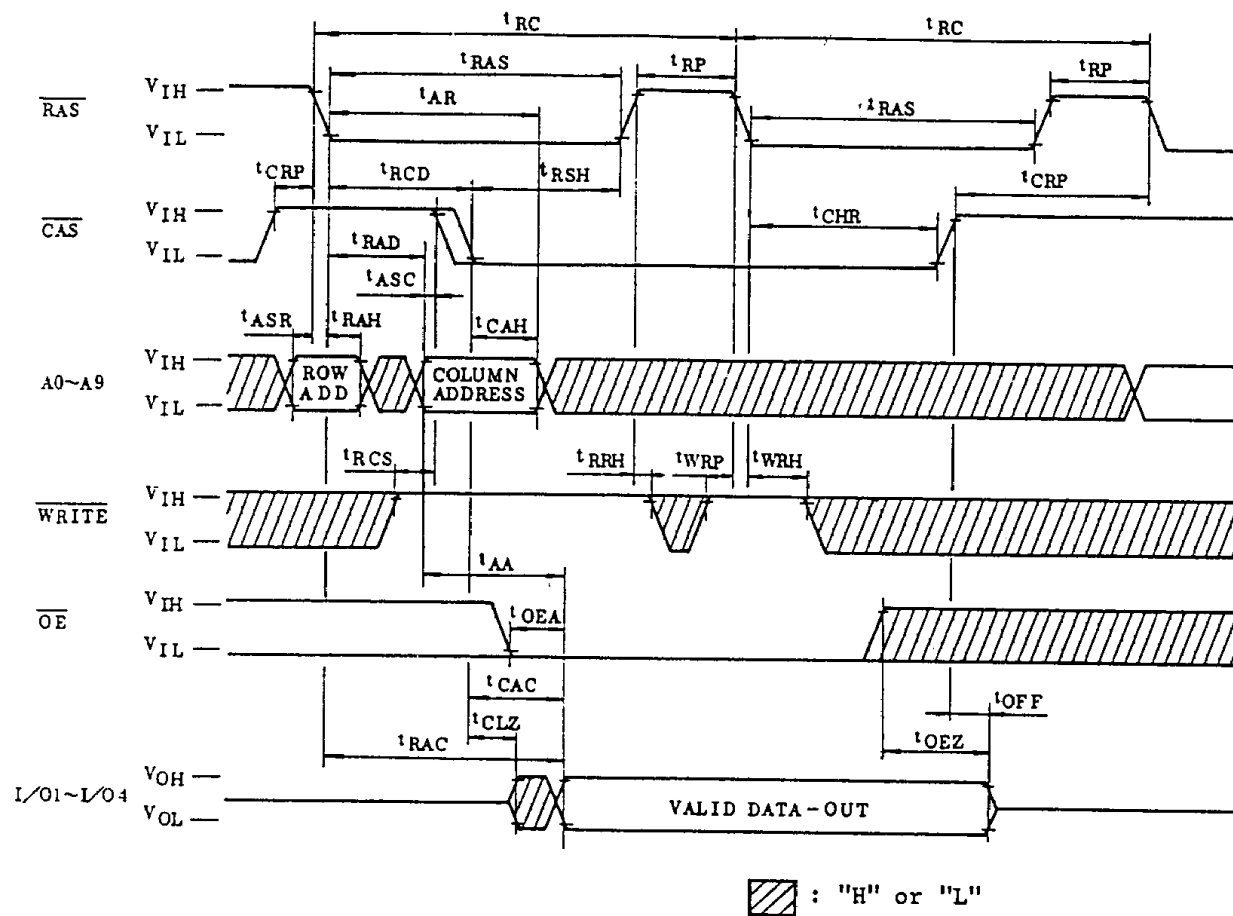 tRC tRC
tRAS tRP tRP
RAS VIH tAR tRAS
VIL
tCRP tRCD tRSH tCRP
CAS VIH tCHR
VIL tRAD
tASC
tASR tRAH tCAH
A0~A9 VIH ROW COLUMN
VIL ADD ADDRESS
tRCS tRRH tWRP tWRH
WRITE VIH
VIL
tAA
OE VIH tOEA
VIL
tCAC
tCLZ tOFF
tRAC tOEZ
I/O1~I/O4 VOH
VOL VALID DATA-OUT
: "H" or "L"